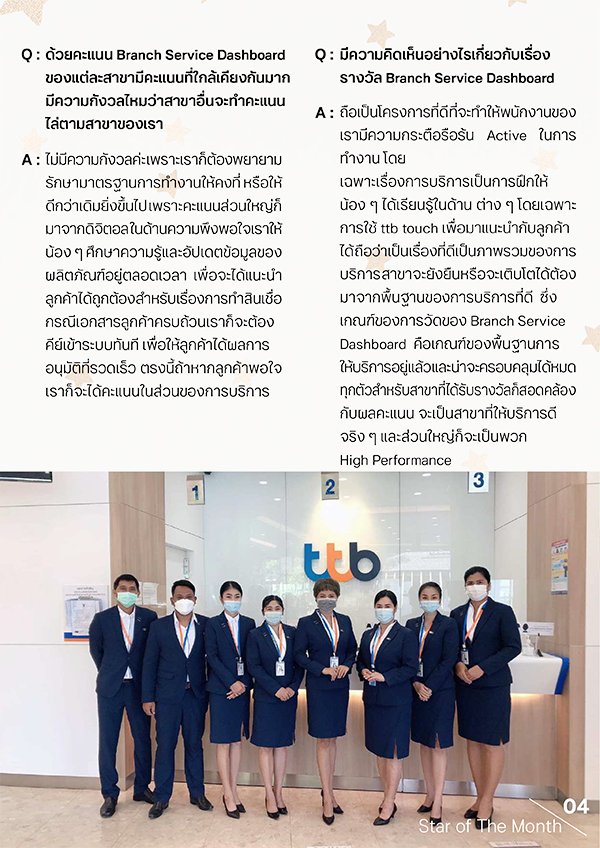 Q : ด้วยคะแนน Branch Service Dashboard
ของแต่ละสาขามีคะแนนที่ใกล้เคียงกันมาก
มีความกังวลไหมว่าสาขาอื่นจะทำคะแนน
ไล่ตามสาขาของเรา
A : ไม่มีความกังวลค่ะเพราะเราก็ต้องพยายาม
รักษามาตรฐานการทำงานให้คงที่ หรือให้
ดีกว่าเดิมยิ่งขึ้นไป เพราะคะแนนส่วนใหญ่ก็
มาจากดิจิตอลในด้านความพึงพอใจเราให้
น้อง ๆ ศึกษาความรู้และอัปเดตข้อมูลของ
ผลิตภัณฑ์อยู่ตลอดเวลา เพื่อจะได้แนะนำ
ลูกค้าได้ถูกต้องสำหรับเรื่องการทำสินเชื่อ
กรณีเอกสารลูกค้าครบถ้วนเราก็จะต้อง
คีย์เข้าระบบทันที เพื่อให้ลูกค้าได้ผลการ
อนุมัติที่รวดเร็ว ตรงนี้ถ้าหากลูกค้าพอใจ
เราก็จะได้คะแนนในส่วนของการบริการ
Q : มีความคิดเห็นอย่างไรเกี่ยวกับเรื่อง
รางวัล Branch Service Dashboard
A : ถือเป็นโครงการที่ดีที่จะทำให้พนักงานของ
เรามีความกระตือรือรัน Active ในการ
ทำงาน โดย
เฉพาะเรื่องการบริการเป็นการฝึกให้
น้อง ๆ ได้เรียนรู้ในด้าน ต่าง ๆ โดยเฉพาะ
การใช้ ttb touch เพื่อมาแนะนำกับลูกค้า
ได้ถือว่าเป็นเรื่องที่ดีเป็นภาพรวมของการ
บริการสาขาจะยังยืนหรือจะเติบโตได้ต้อง
มาจากพื้นฐานของการบริการที่ดี ซึ่ง
เกณฑ์ของการวัดของ Branch Service
Dashboard คือเกณฑ์ของพื้นฐานการ
ให้บริการอยู่แล้วและน่าจะครอบคลุมได้หมด
ทุกตัวสำหรับสาขาที่ได้รับรางวัลก็สอดคล้อง
กับผลคะแนน จะเป็นสาขาที่ให้บริการดี
จริง ๆ และส่วนใหญ่ก็จะเป็นพวก
High Performance
1
2
3
ttb
04
Star of The Month